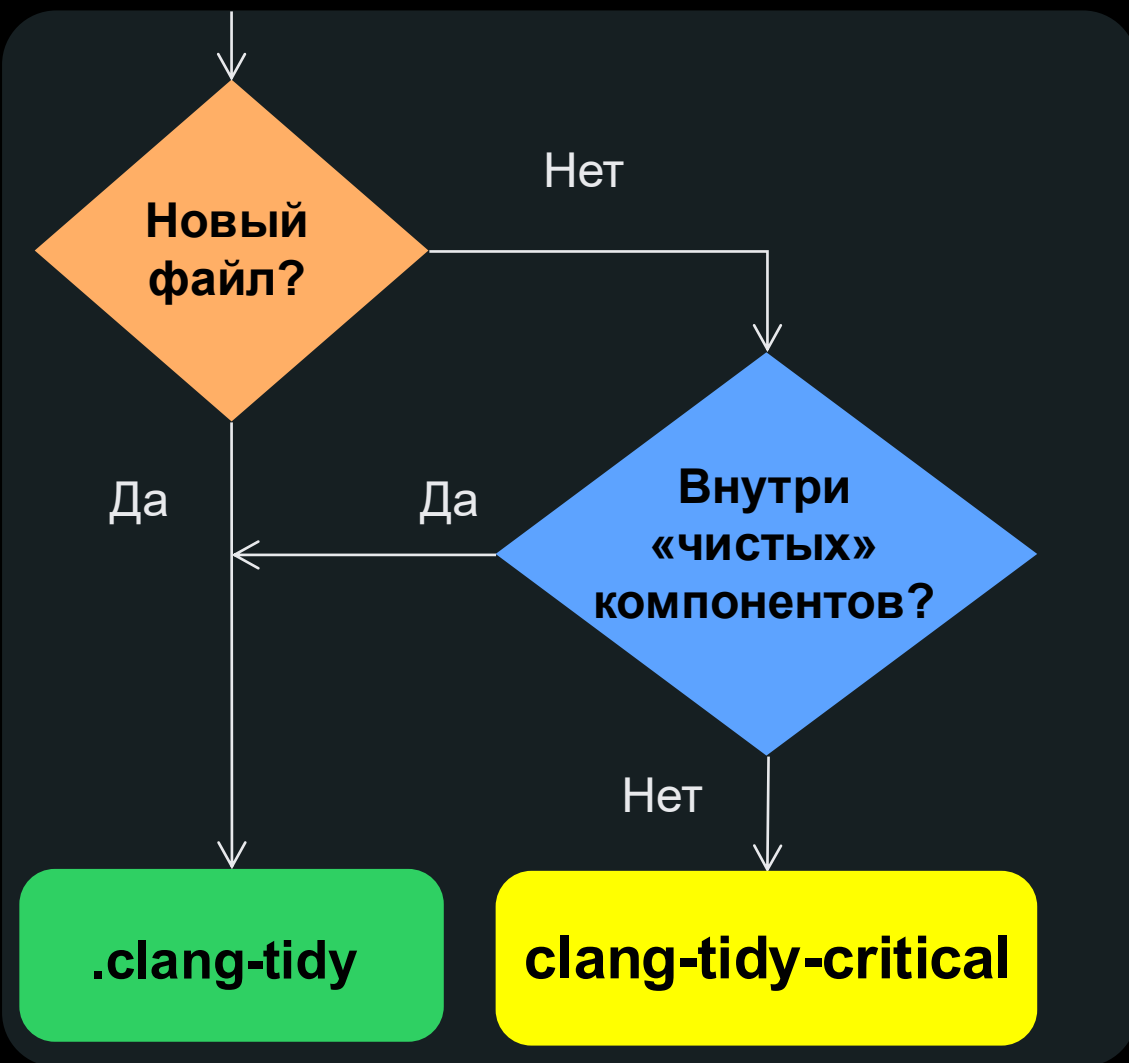 Нет
Новый
файл?
Да
Да
Внутри
«чистых»
компонентов?
Нет
.clang-tidy
clang-tidy-critical